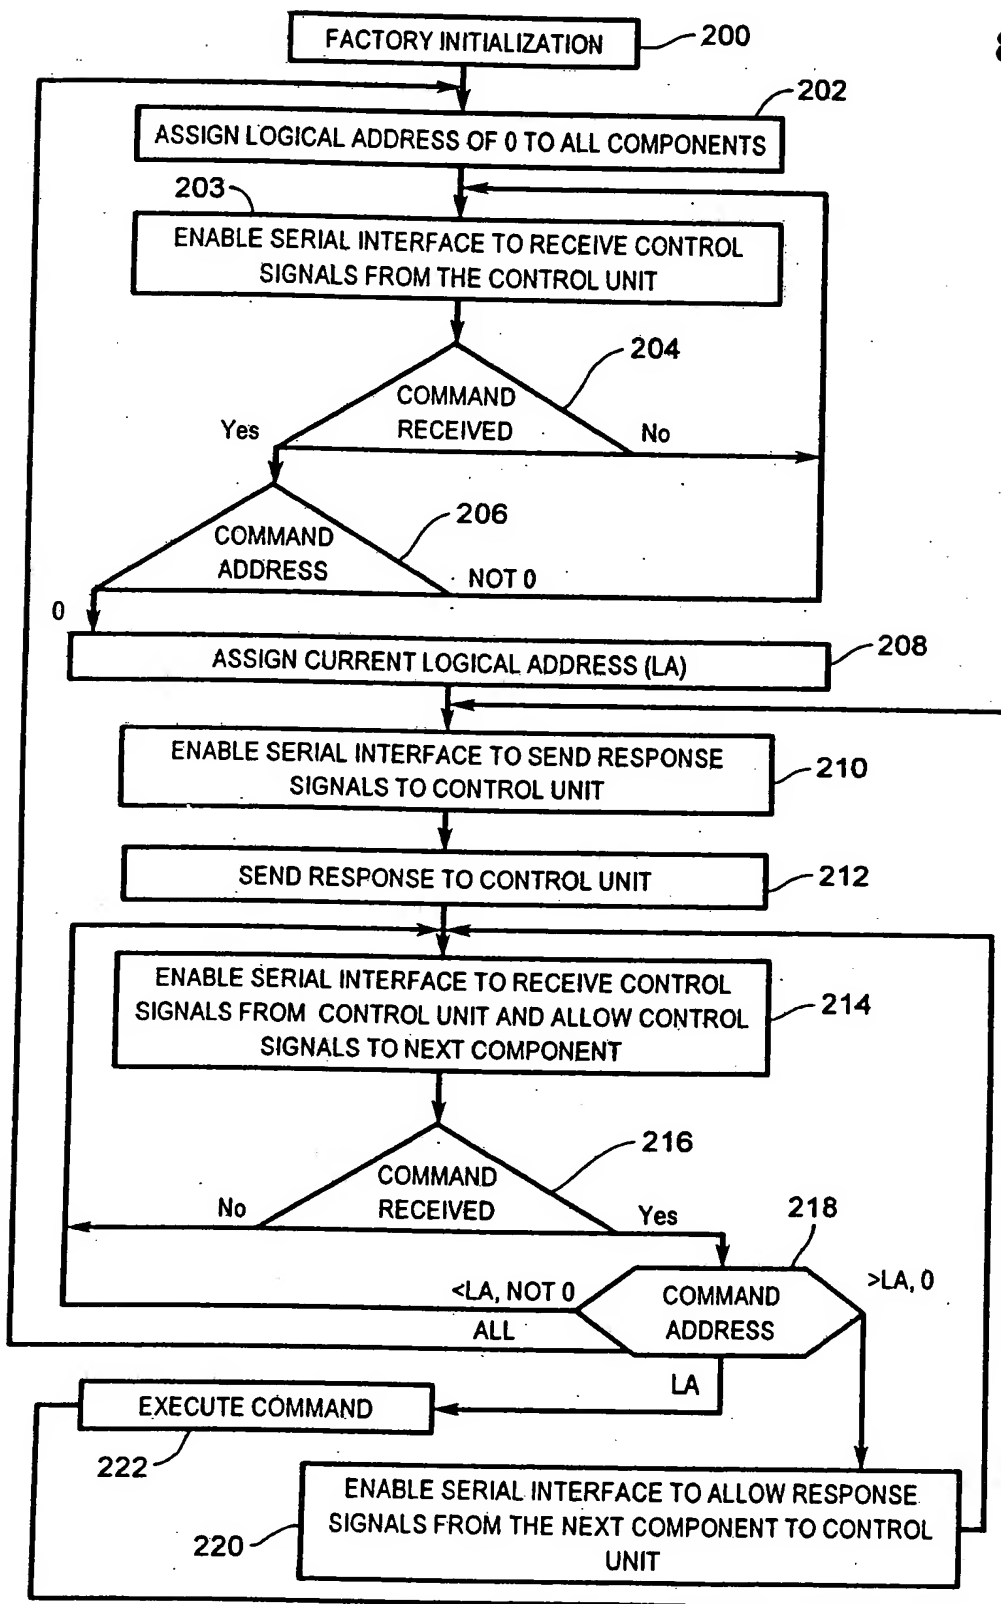 FACTORY INITIALIZATION
200
8
202
ASSIGN LOGICAL ADDRESS OF 0 TO ALL COMPONENTS
203
ENABLE SERIAL INTERFACE TO RECEIVE CONTROL
SIGNALS FROM THE CONTROL UNIT
204
COMMAND
RECEIVED
Yes
No
206
COMMAND
ADDRESS
NOT 0
0
208
ASSIGN CURRENT LOGICAL ADDRESS (LA)
ENABLE SERIAL INTERFACE TO SEND RESPONSE
SIGNALS TO CONTROL UNIT
210
SEND RESPONSE TO CONTROL UNIT
212
ENABLE SERIAL INTERFACE TO RECEIVE CONTROL
SIGNALS FROM CONTROL UNIT AND ALLOW CONTROL
SIGNALS TO NEXT COMPONENT
214
216
COMMAND
RECEIVED
No
Yes
218
<LA, NOT 0
>LA, 0
COMMAND
ADDRESS
ALL
LA
EXECUTE COMMAND
222
ENABLE SERIAL INTERFACE TO ALLOW RESPONSE
SIGNALS FROM THE NEXT COMPONENT TO CONTROL
UNIT
220